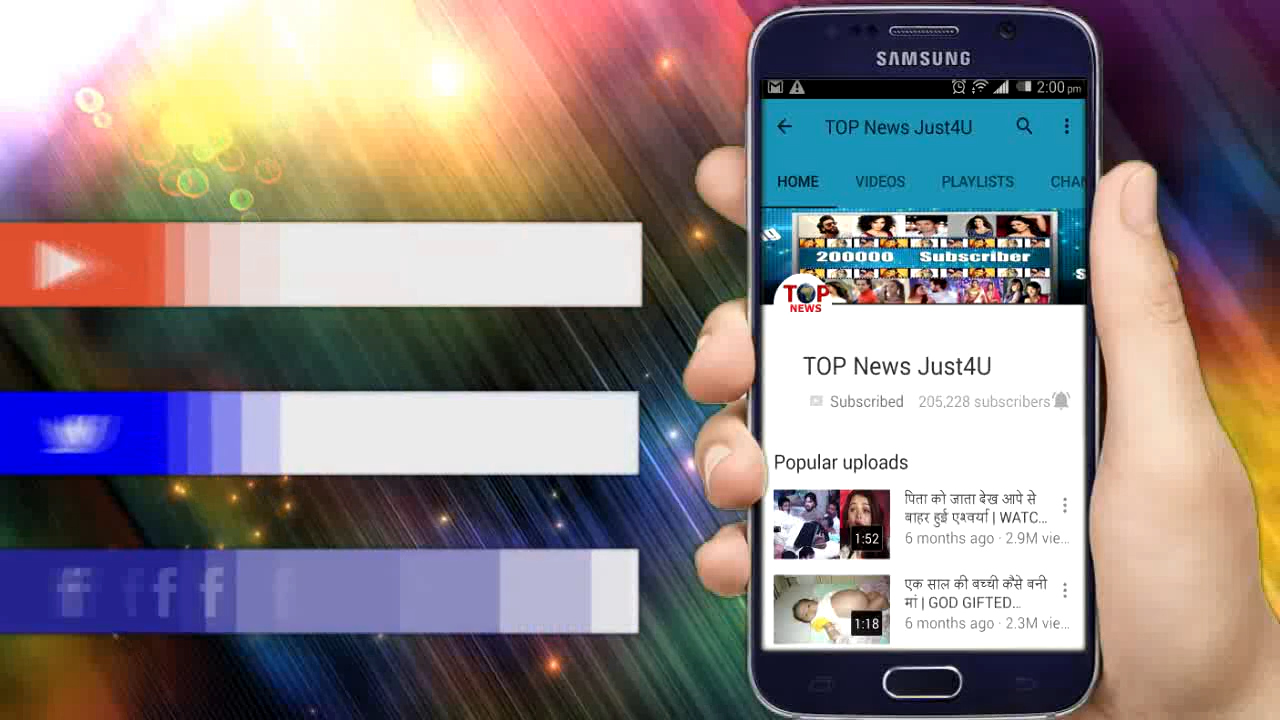 SAMSUNG
2:00 pm
TOP News Just4U
HOME VIDEOS PLAYLISTS CHAN
200000 Subscriber
S
TOP
NEWS
TOP News Just4U
Subscribed 205,228 subscribers
Popular uploads
पिता को जाता देख आपे से
बाहर हुई एश्वर्या | WATC...
1:52
6 months ago · 2.9M vie...
एक साल की बच्ची कैसे बनी
मां | GOD GIFTED...
1:18
6 months ago · 2.3M vie...
f f f